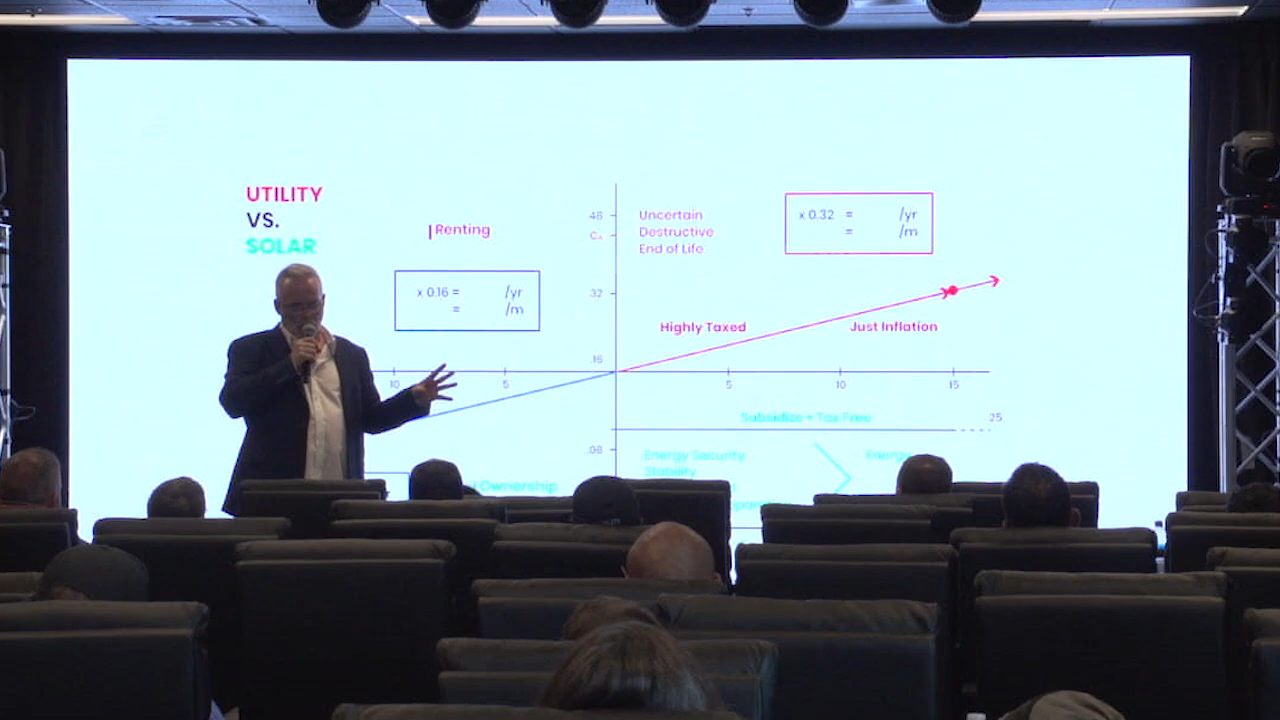 UTILITY
VS.
SOLAR
Renting
x 0.16 = /yr
= /m
48
.32
.16
.08
Uncertain
Destructive
End of Life
x 0.32 = /yr
= /m
Highly Taxed
Just Inflation
10
5
5
10
15
Subsidize + Tax Free
25
Energy Security
Stability
Energy
Ownership